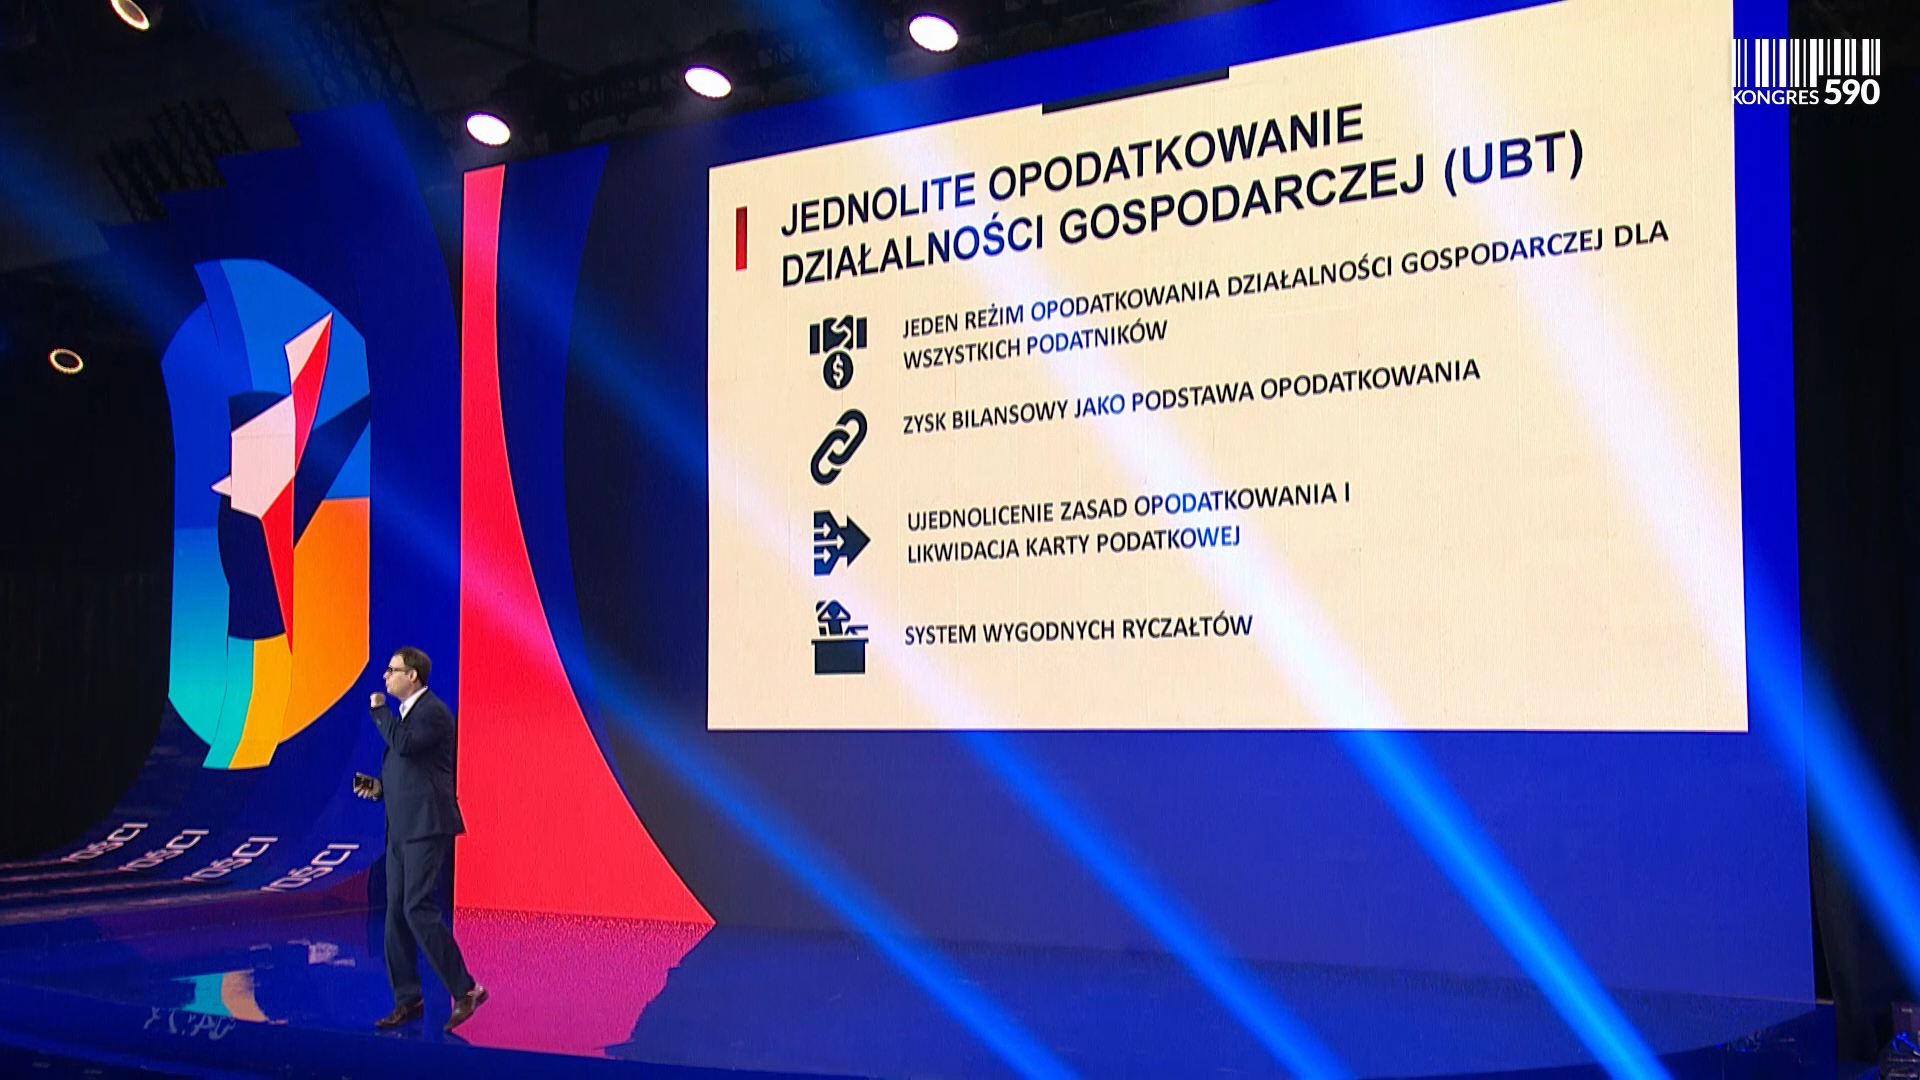 KONGRES 590
JEDNOLITE OPODATKOWANIE
DZIAŁALNOŚCI GOSPODARCZEJ (UBT)
JEDEN REŻIM OPODATKOWANIA DZIAŁALNOŚCI GOSPODARCZEJ DLA
WSZYSTKICH PODATNIKÓW
ZYSK BILANSOWY JAKO PODSTAWA OPODATKOWANIA
UJEDNOLICENIE ZASAD OPODATKOWANIA I
LIKWIDACJA KARTY PODATKOWEJ
SYSTEM WYGODNYCH RYCZAŁTÓW